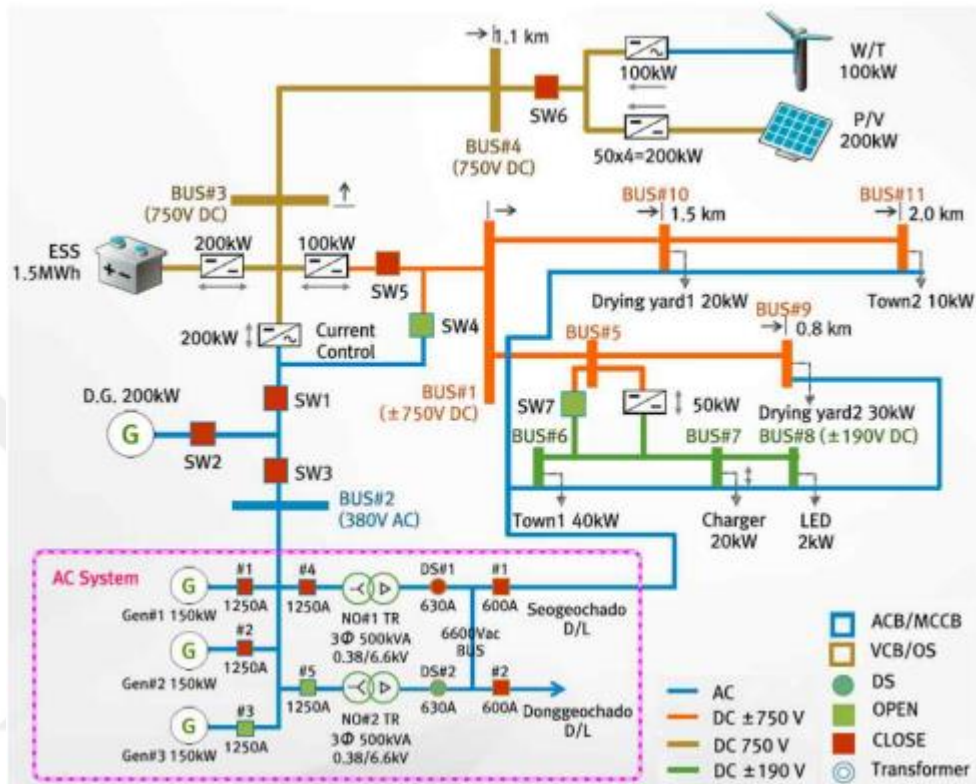 1.1 km
W/T
100kW
100kW
SW6
P/V
200kW
BUS#4
(750V DC)
50x4=200kW
BUS#3
(750V DC)
BUS#10
BUS#11
1.5 km
2.0 km
ESS
1.5MWh
200kW
100kW
SW5
Drying yard1 20kW
Town2 10kW
SW4
BUS#9
200kW
Current
Control
BUS#5
0.8 km
D.G. 200kW
SW1
BUS#1
(±750V DC)
SW7
50kW
Drying yard2 30kW
G
SW2
BUS#6
BUS#7
BUS#8 (±190V DC)
SW3
BUS#2
(380V AC)
Town1 40kW
Charger
20kW
LED
2kW
AC System
G
Gen#1 150kW
#1
1250A
#4
1250A
NO#1 TR
3Φ 500kVA
0.38/6.6kV
DS#1
630A
#1
600A
Seogeochado
D/L
6600Vac
BUS
G
Gen#2 150kW
#2
1250A
#5
1250A
NO#2 TR
3Φ 500kVA
0.38/6.6kV
DS#2
630A
#2
600A
Donggeochado
D/L
G
Gen#3 150kW
#3
1250A
ACB/MCCB
VCB/OS
DS
OPEN
CLOSE
Transformer
AC
DC ±750 V
DC 750 V
DC ±190 V